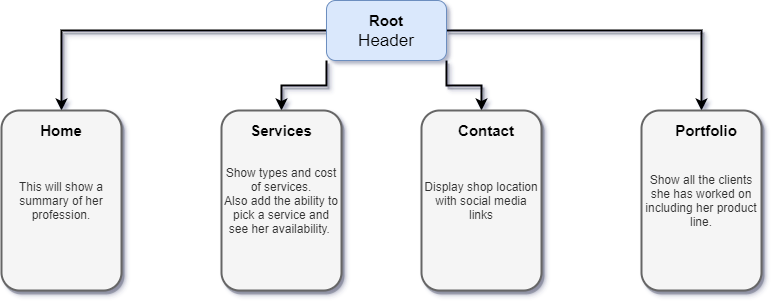 Root
Header
Home
This will show a
summary of her
profession.
Services
Show types and cost
of services.
Also add the ability to
pick a service and
see her availability.
Contact
Display shop location
with social media
links
Portfolio
Show all the clients
she has worked on
including her product
line.